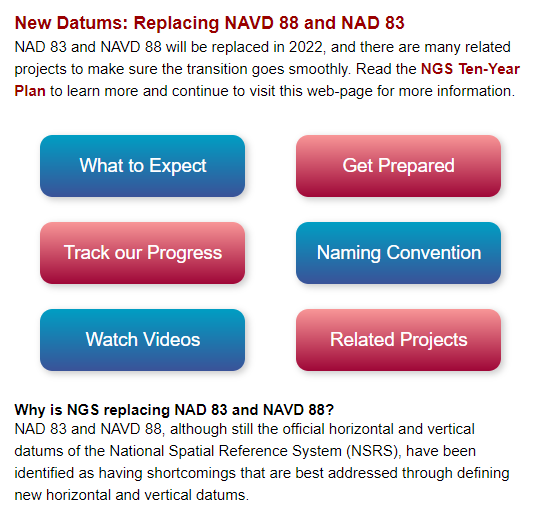 New Datums: Replacing NAVD 88 and NAD 83
NAD 83 and NAVD 88 will be replaced in 2022, and there are many related
projects to make sure the transition goes smoothly. Read the NGS Ten-Year
Plan to learn more and continue to visit this web-page for more information.
What to Expect
Get Prepared
Track our Progress
Naming Convention
Watch Videos
Related Projects
Why is NGS replacing NAD 83 and NAVD 88?
NAD 83 and NAVD 88, although still the official horizontal and vertical
datums of the National Spatial Reference System (NSRS), have been
identified as having shortcomings that are best addressed through defining
new horizontal and vertical datums.